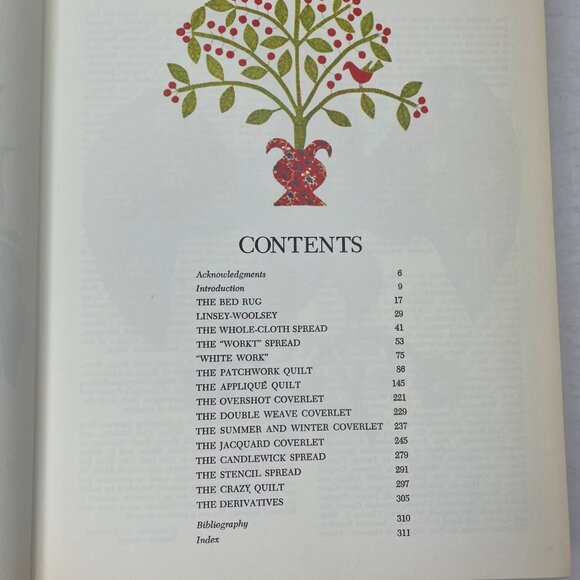 CONTENTS
Acknowledgments 6
Introduction 9
THE BED RUG 17
LINSEY-WOOLSEY 29
THE WHOLE-CLOTH SPREAD 41
THE "WORKT" SPREAD 53
"WHITE WORK" 75
THE PATCHWORK QUILT 86
THE APPLIQUÉ QUILT 145
THE OVERSHOT COVERLET 221
THE DOUBLE WEAVE COVERLET 229
THE SUMMER AND WINTER COVERLET 237
THE JACQUARD COVERLET 245
THE CANDLEWICK SPREAD 279
THE STENCIL SPREAD 291
THE CRAZY QUILT 297
THE DERIVATIVES 305
Bibliography 310
Index 311